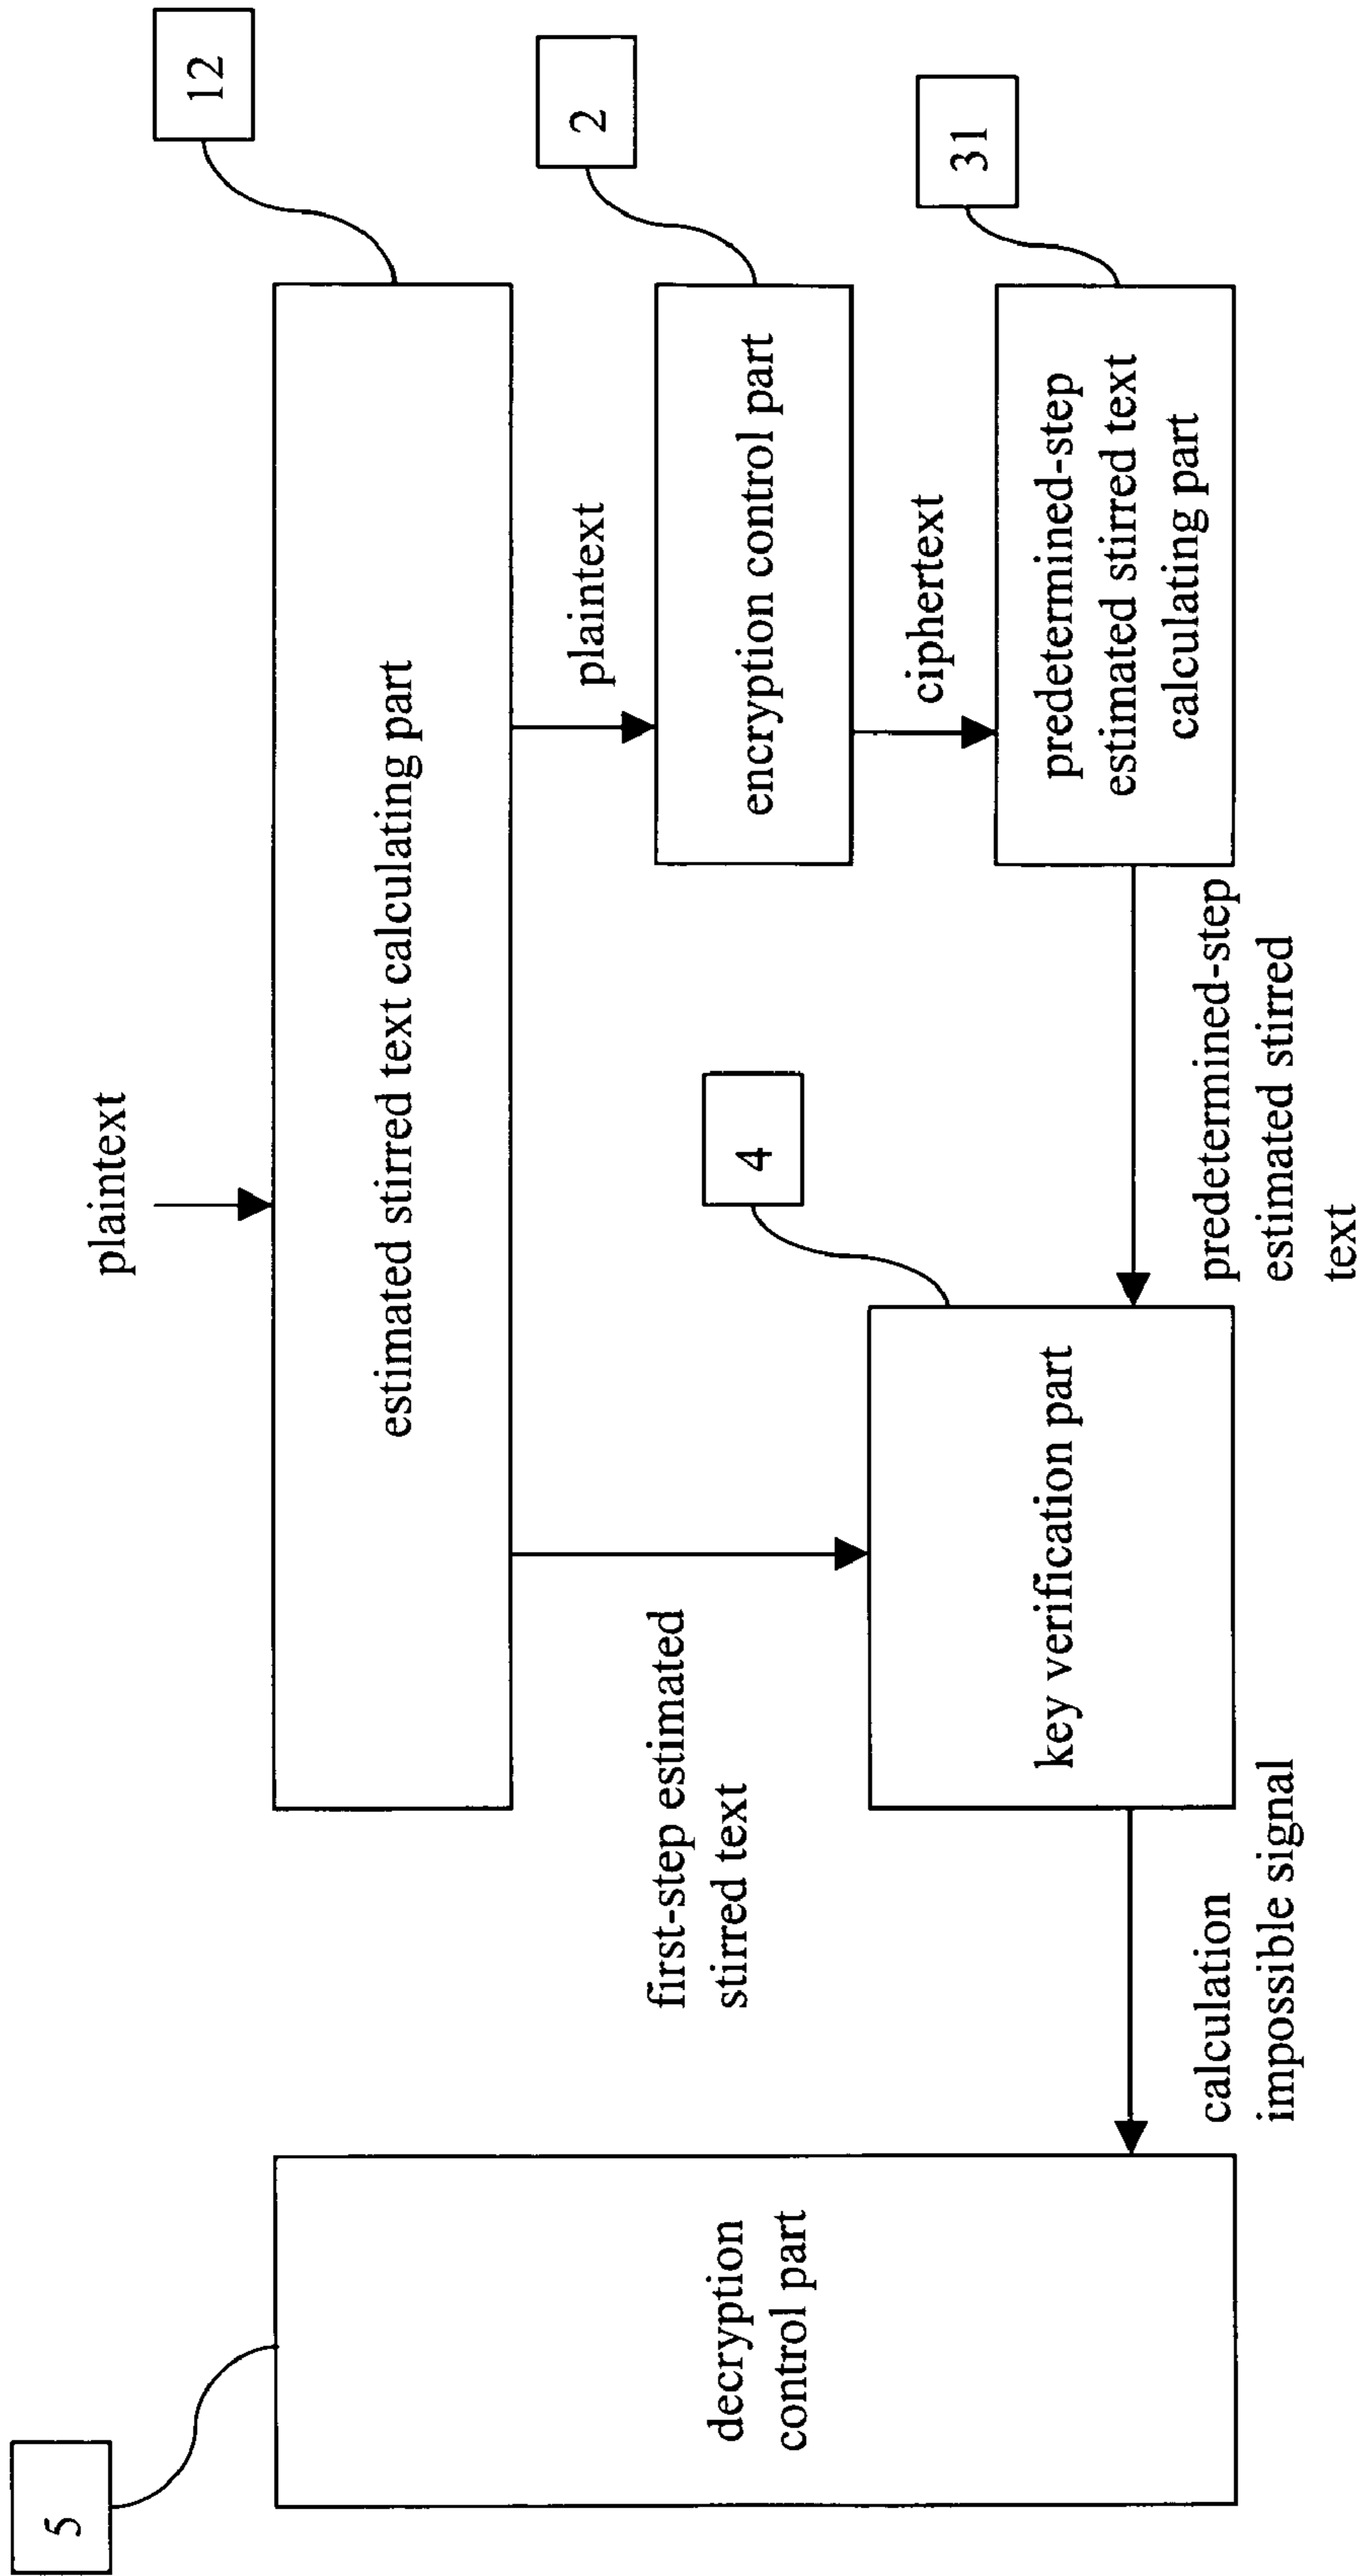 5
decryption
control part
calculation
impossible signal
plaintext
estimated stirred text calculating part
12
first-step estimated
stirred text
key verification part
4
predetermined-step
estimated stirred
text
plaintext
encryption control part
2
ciphertext
predetermined-step
estimated stirred text
calculating part
31